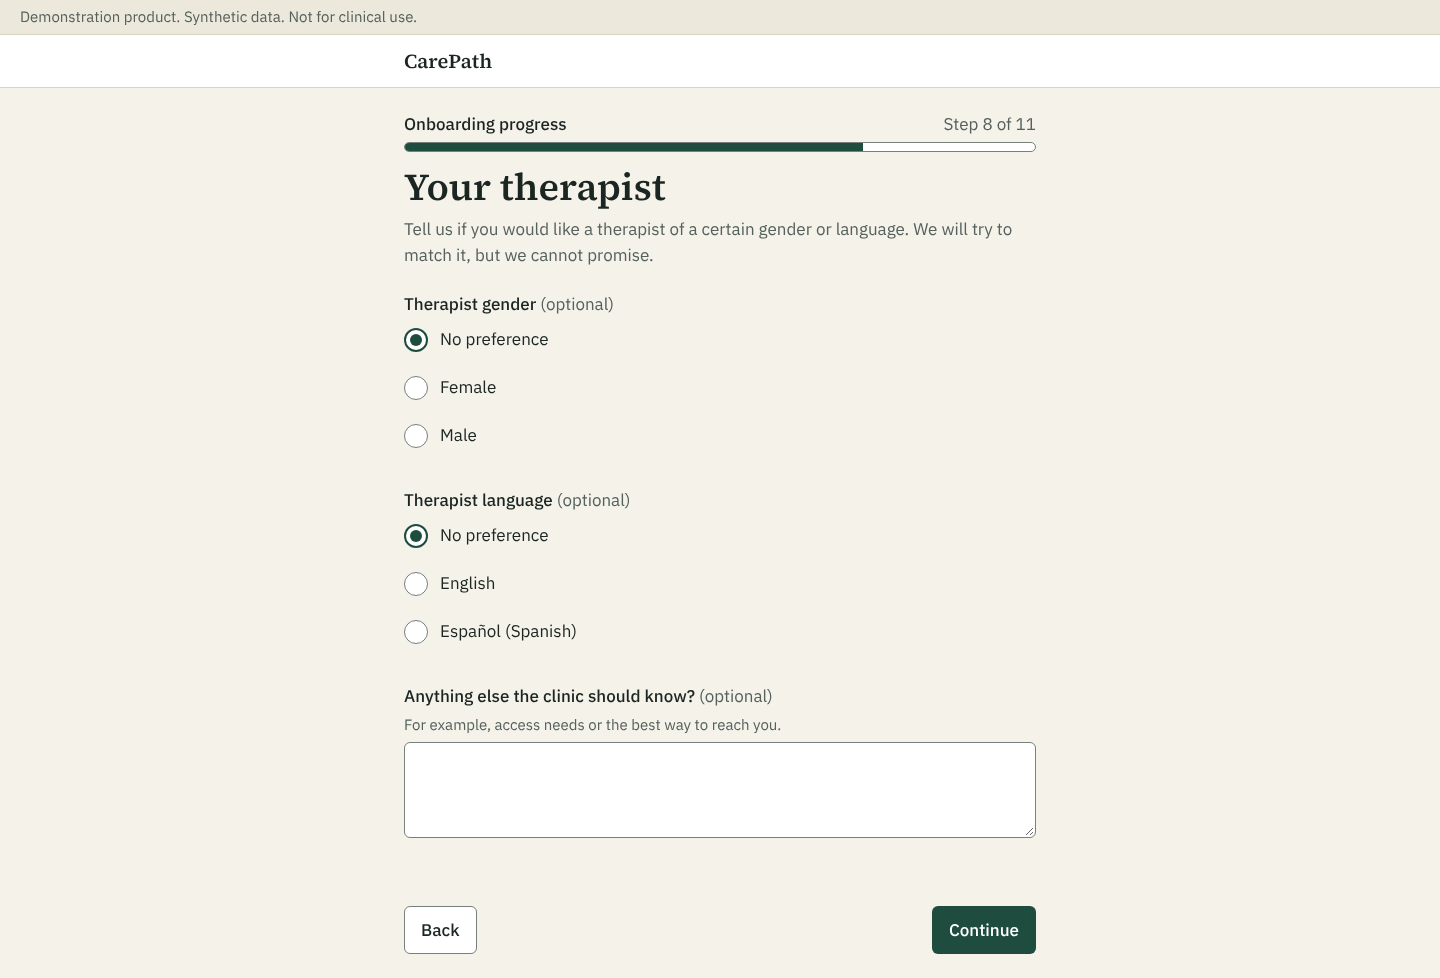 Demonstration product. Synthetic data. Not for clinical use.
CarePath
Onboarding progress
Step 8 of 11
Your therapist
Tell us if you would like a therapist of a certain gender or language. We will try to
match it, but we cannot promise.
Therapist gender (optional)
No preference
Female
Male
Therapist language (optional)
No preference
English
Español (Spanish)
Anything else the clinic should know? (optional)
For example, access needs or the best way to reach you.
Back
Continue